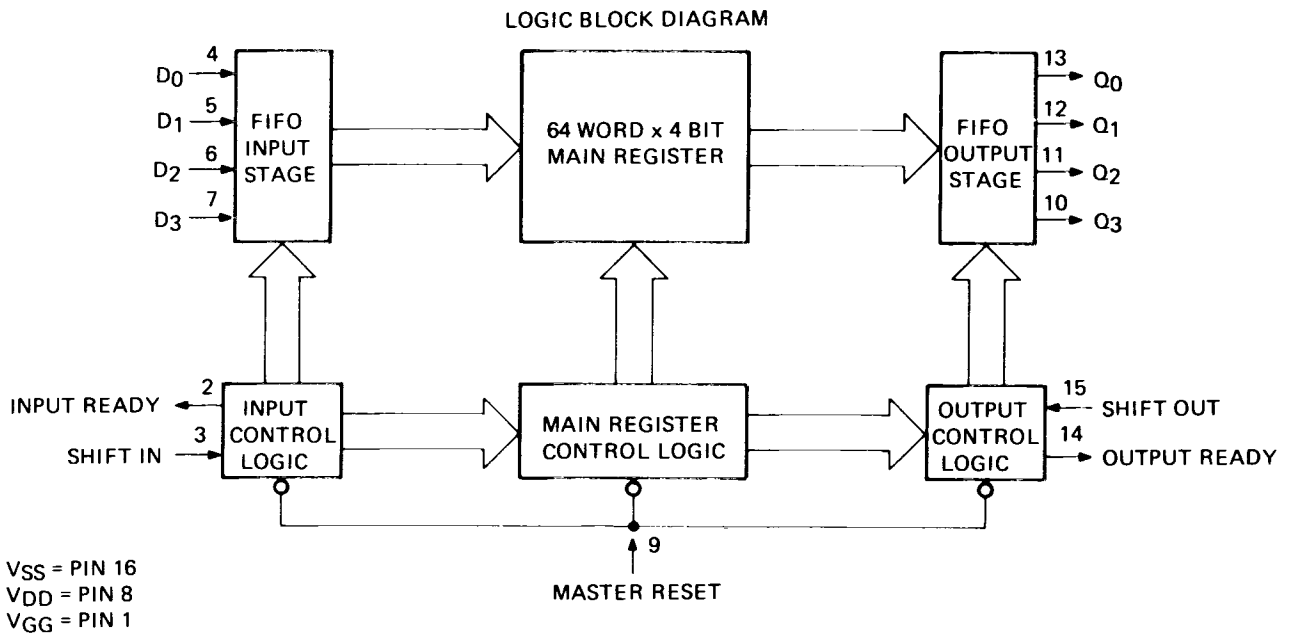 LOGIC BLOCK DIAGRAM
4
D0
5
D1
6
D2
7
D3
FIFO
INPUT
STAGE
64 WORD x 4 BIT
MAIN REGISTER
FIFO
OUTPUT
STAGE
13
Q0
12
Q1
11
Q2
10
Q3
2
INPUT READY
3
SHIFT IN
INPUT
CONTROL
LOGIC
MAIN REGISTER
CONTROL LOGIC
OUTPUT
CONTROL
LOGIC
15
SHIFT OUT
14
OUTPUT READY
9
MASTER RESET
VSS = PIN 16
VDD = PIN 8
VGG = PIN 1